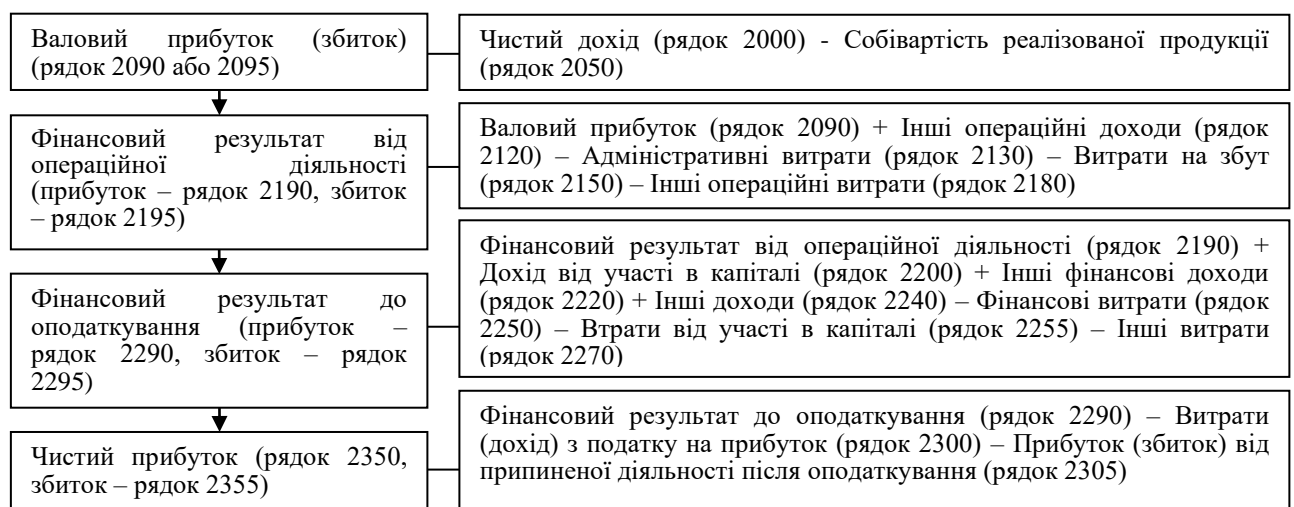 Валовий прибуток (збиток)
(рядок 2090 або 2095)
Чистий дохід (рядок 2000) - Собівартість реалізованої продукції
(рядок 2050)
Фінансовий результат від
операційної діяльності
(прибуток – рядок 2190, збиток
– рядок 2195)
Валовий прибуток (рядок 2090) + Інші операційні доходи (рядок
2120) – Адміністративні витрати (рядок 2130) – Витрати на збут
(рядок 2150) – Інші операційні витрати (рядок 2180)
Фінансовий результат до
оподаткування (прибуток –
рядок 2290, збиток – рядок
2295)
Фінансовий результат від операційної діяльності (рядок 2190) +
Дохід від участі в капіталі (рядок 2200) + Інші фінансові доходи
(рядок 2220) + Інші доходи (рядок 2240) – Фінансові витрати (рядок
2250) – Втрати від участі в капіталі (рядок 2255) – Інші витрати
(рядок 2270)
Чистий прибуток (рядок 2350,
збиток – рядок 2355)
Фінансовий результат до оподаткування (рядок 2290) – Витрати
(дохід) з податку на прибуток (рядок 2300) – Прибуток (збиток) від
припиненої діяльності після оподаткування (рядок 2305)